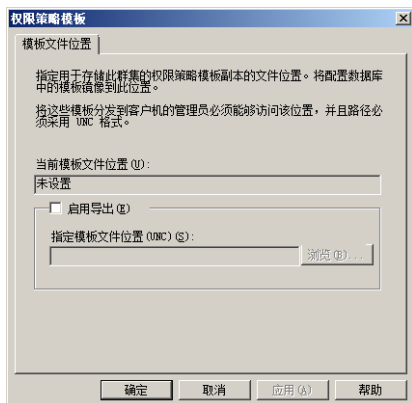 权限策略模板
模板文件位置
指定用于存储此群集的权限策略模板副本的文件位置。将配置数据库
中的模板镜像到此位置。
将这些模板分发到客户机的管理员必须能够访问该位置，并且路径必
须采用 UNC 格式。
当前模板文件位置(U):
未设置
启用导出(E)
指定模板文件位置(UNC)(S):
浏览(B)...
确定
取消
应用(A)
帮助